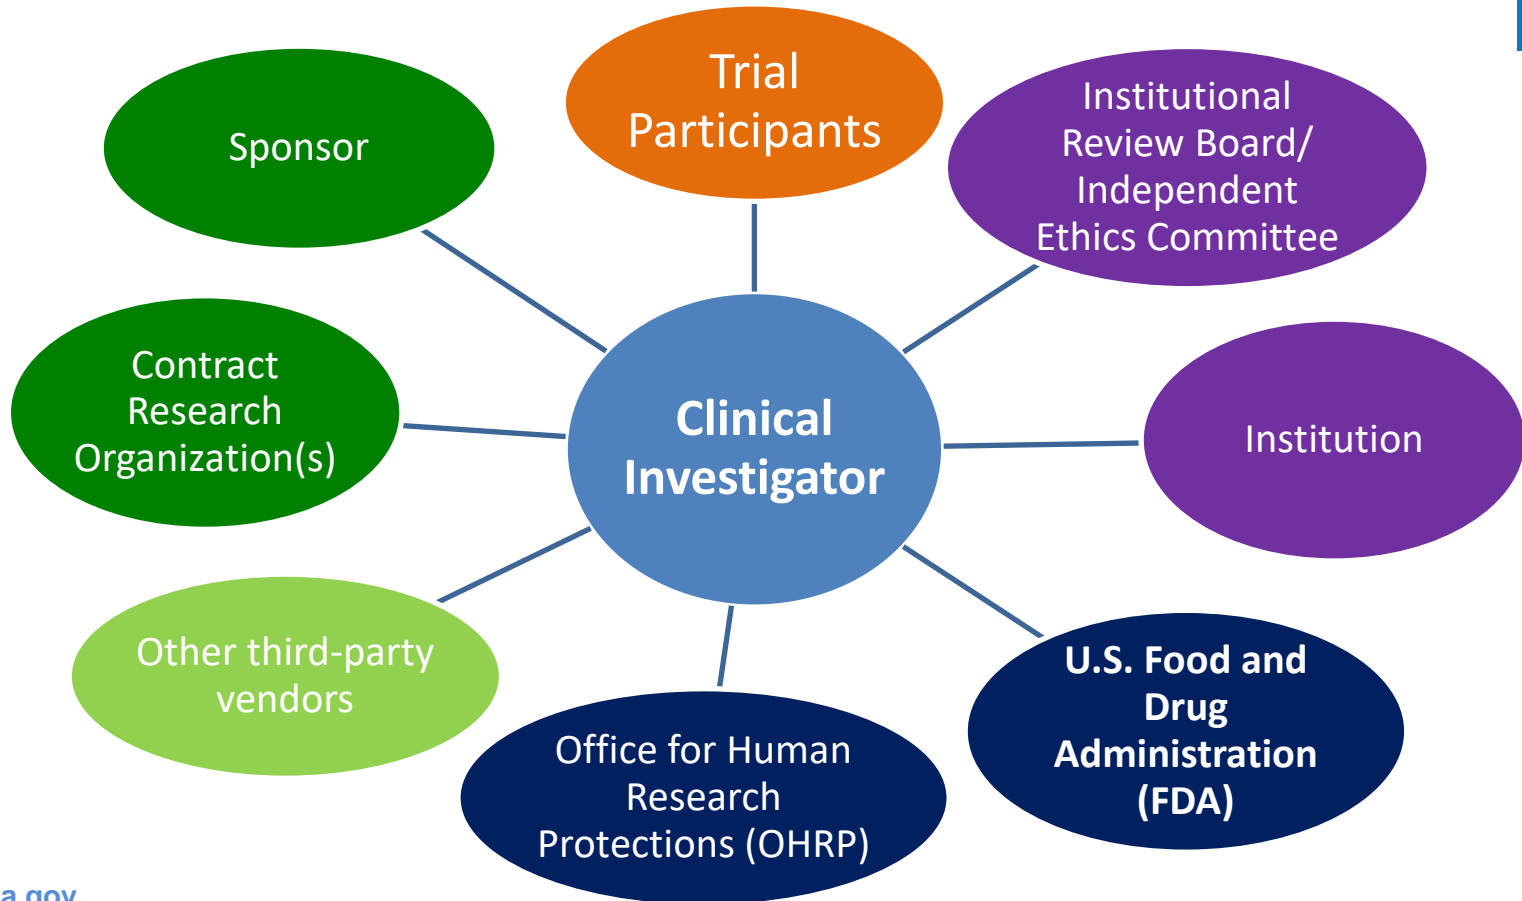 Trial
Participants
Sponsor
Institutional
Review Board/
Independent
Ethics Committee
Contract
Research
Organization(s)
Clinical
Investigator
Institution
Other third-party
vendors
Office for Human
Research
Protections (OHRP)
U.S. Food and
Drug
Administration
(FDA)
a.gov